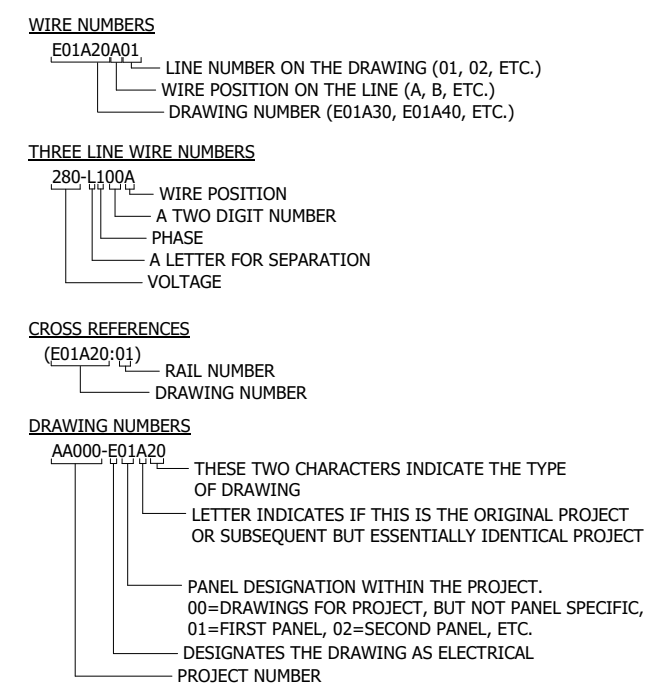 WIRE NUMBERS
E01A20A01
LINE NUMBER ON THE DRAWING (01, 02, ETC.)
WIRE POSITION ON THE LINE (A, B, ETC.)
DRAWING NUMBER (E01A30, E01A40, ETC.)
THREE LINE WIRE NUMBERS
280-L100A
WIRE POSITION
A TWO DIGIT NUMBER
PHASE
A LETTER FOR SEPARATION
VOLTAGE
CROSS REFERENCES
(E01A20:01)
RAIL NUMBER
DRAWING NUMBER
DRAWING NUMBERS
AA000-E01A20
THESE TWO CHARACTERS INDICATE THE TYPE
OF DRAWING
LETTER INDICATES IF THIS IS THE ORIGINAL PROJECT
OR SUBSEQUENT BUT ESSENTIALLY IDENTICAL PROJECT
PANEL DESIGNATION WITHIN THE PROJECT.
00=DRAWINGS FOR PROJECT, BUT NOT PANEL SPECIFIC,
01=FIRST PANEL, 02=SECOND PANEL, ETC.
DESIGNATES THE DRAWING AS ELECTRICAL
PROJECT NUMBER